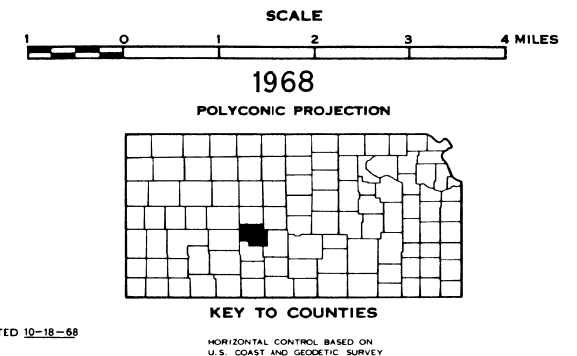 SCALE
1 0 1 2 3 4 MILES
1968
POLYCONIC PROJECTION
KEY TO COUNTIES
TED 10-18-68
HORIZONTAL CONTROL BASED ON
U.S. COAST AND GEODETIC SURVEY